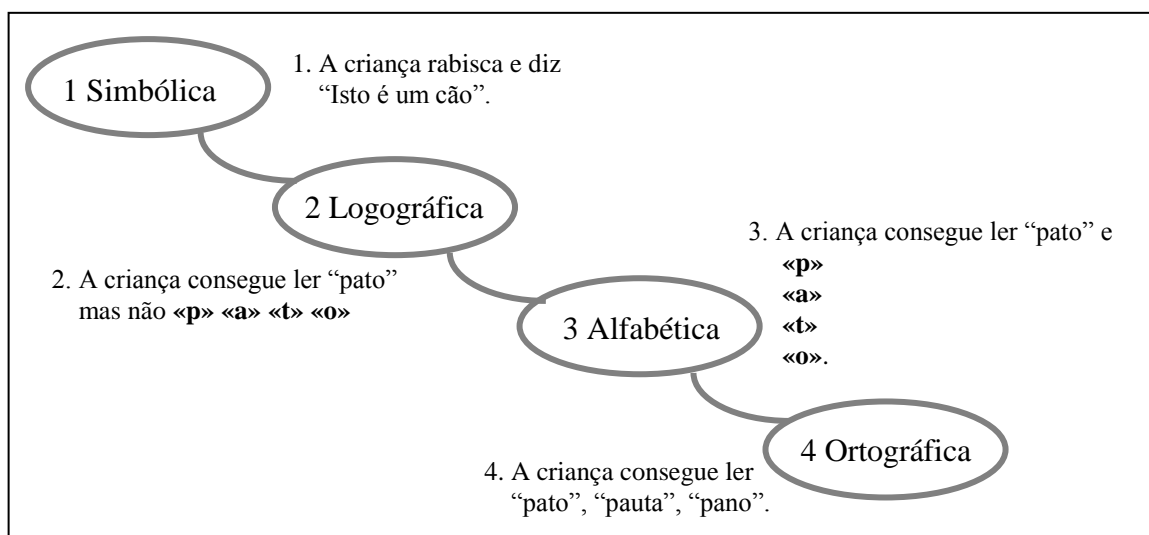 1 Simbólica
1. A criança rabisca e diz
“Isto é um cão”.
2 Logográfica
2. A criança consegue ler “pato”
mas não «p» «a» «t» «o»
3 Alfabética
3. A criança consegue ler “pato” e
«p»
«a»
«t»
«o».
4 Ortográfica
4. A criança consegue ler
“pato”, “pauta”, “pano”.